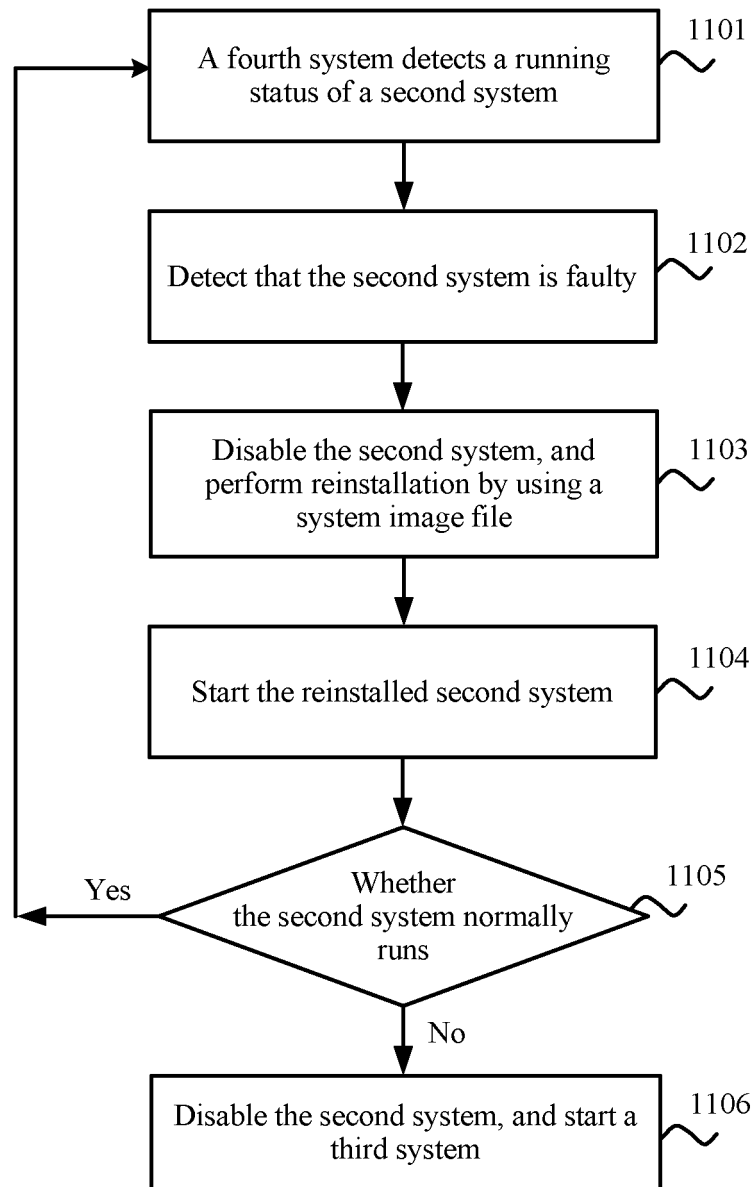 1101
A fourth system detects a running
status of a second system
1102
Detect that the second system is faulty
1103
Disable the second system, and
perform reinstallation by using a
system image file
1104
Start the reinstalled second system
1105
Whether
the second system normally
runs
Yes
No
1106
Disable the second system, and start a
third system